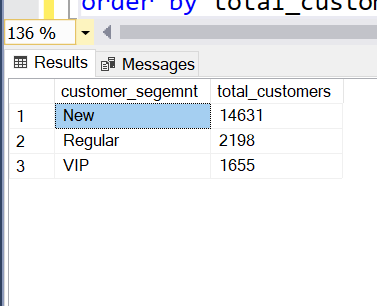 order by total_custom
136 %
Results Messages
customer_segemnt total_customers
1 New 14631
2 Regular 2198
3 VIP 1655